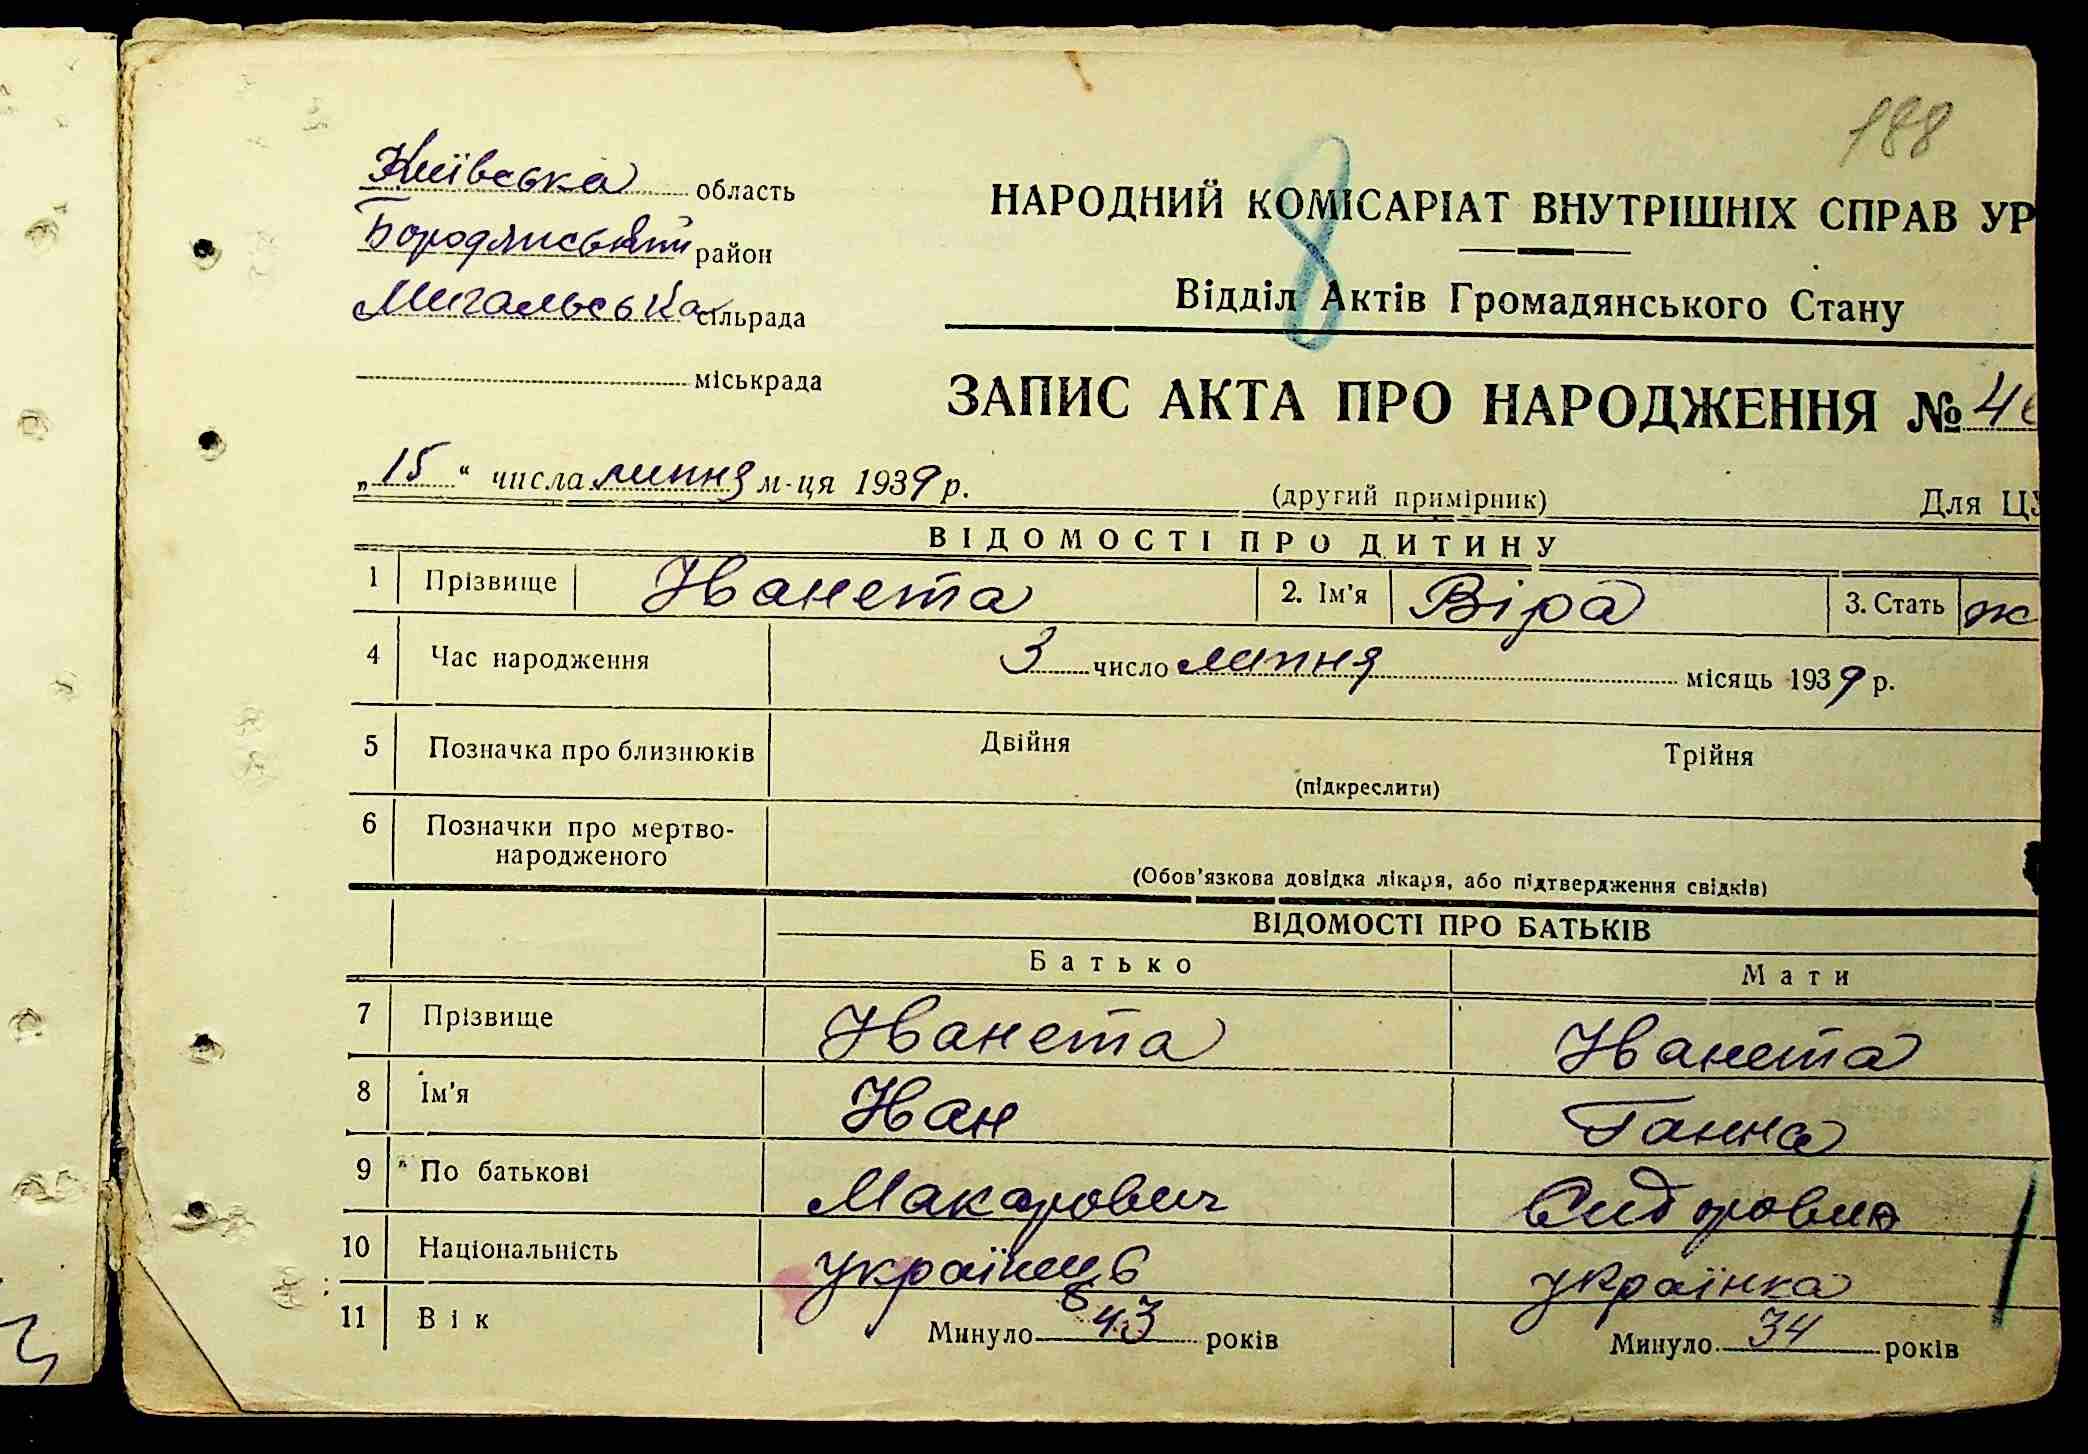 188
Київська область
Бородянський район
Мигальська сільрада
міськрада
НАРОДНИЙ КОМІСАРІАТ ВНУТРІШНІХ СПРАВ УР
8
Відділ Актів Громадянського Стану
ЗАПИС АКТА ПРО НАРОДЖЕННЯ №
„15“ числа липня м-ця 1939 р.
(другий примірник) Для
ВІДОМОСТІ ПРО ДИТИНУ
1 Прізвище Іванета 2. Ім'я Віра 3. Стать ж
4 Час народження 3 число липня місяць 1939 р.
5 Позначка про близнюків Двійня Трійня
(підкреслити)
6 Позначки про мертво-
народженого
(Обов'язкова довідка лікаря, або підтвердження свідків)
ВІДОМОСТІ ПРО БАТЬКІВ
Батько Мати
7 Прізвище Іванета Іванета
8 Ім'я Іван Ганна
9 По батькові Макарович Сидоровна
10 Національність українець українка
11 Вік Минуло 43 років Минуло 34 років